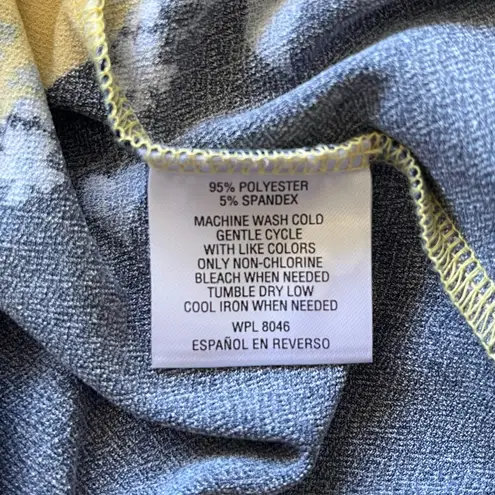 95% POLYESTER
5% SPANDEX
MACHINE WASH COLD
GENTLE CYCLE
WITH LIKE COLORS
ONLY NON-CHLORINE
BLEACH WHEN NEEDED
TUMBLE DRY LOW
COOL IRON WHEN NEEDED
WPL 8046
ESPAÑOL EN REVERSO